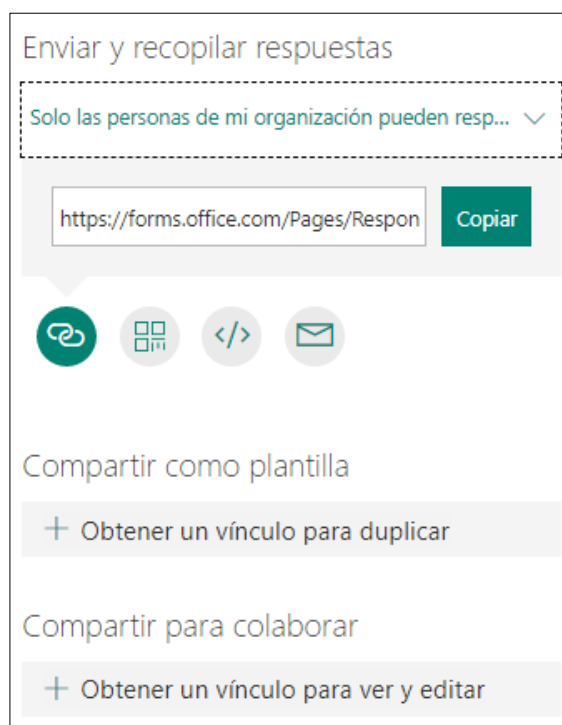 Enviar y recopilar respuestas
Solo las personas de mi organización pueden resp...
https://forms.office.com/Pages/Respon
Copiar
Compartir como plantilla
+ Obtener un vínculo para duplicar
Compartir para colaborar
+ Obtener un vínculo para ver y editar